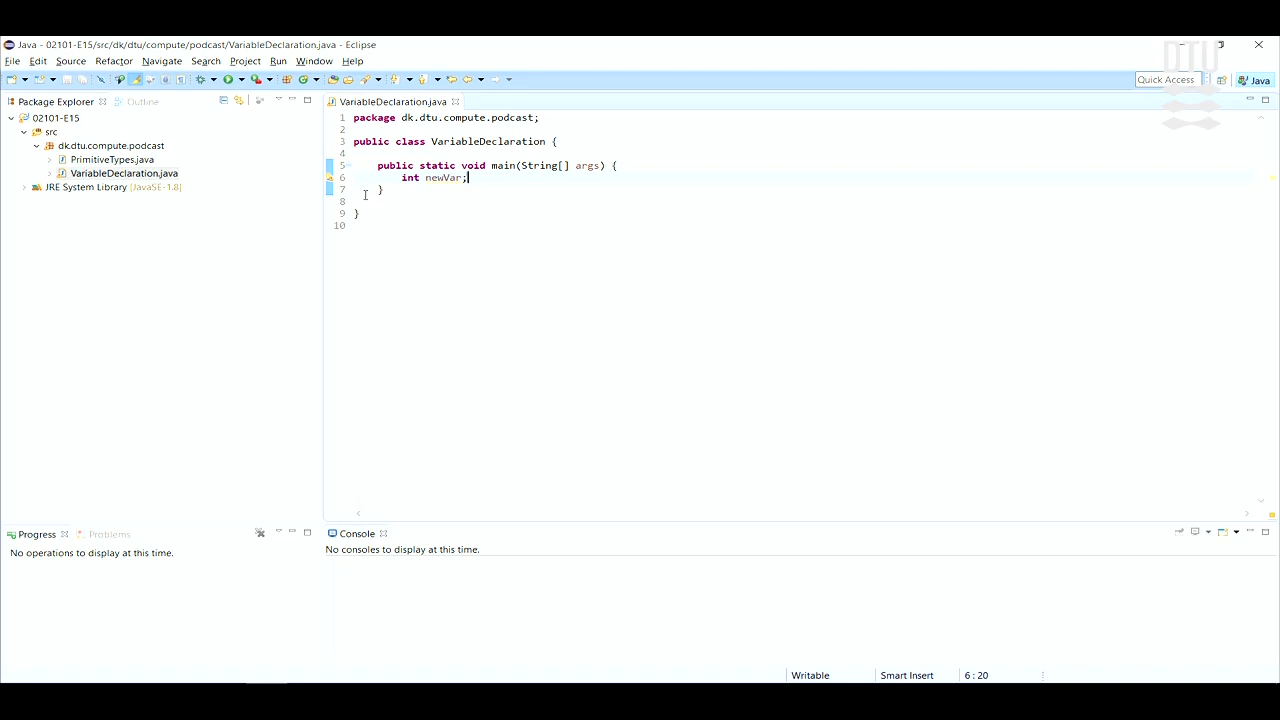 Java - 02101-E15/src/dk/dtu/compute/podcast/VariableDeclaration.java - Eclipse
File Edit Source Refactor Navigate Search Project Run Window Help
DTU
Quick Access Java
Package Explorer Outline
VariableDeclaration.java
02101-E15
src
dk.dtu.compute.podcast
PrimitiveTypes.java
VariableDeclaration.java
JRE System Library [JavaSE-1.8]
1 package dk.dtu.compute.podcast;
2
3 public class VariableDeclaration {
4
5 public static void main(String[] args) {
6 int newVar;
7 }
8
9 }
10
Progress Problems
No operations to display at this time.
Console
No consoles to display at this time.
Writable Smart Insert 6 : 20